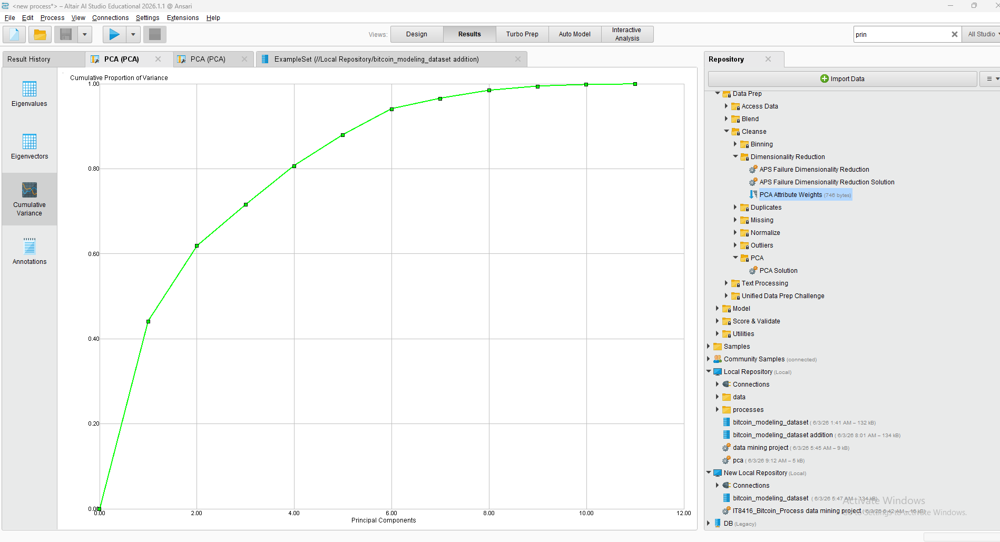 <new process*> – Altair AI Studio Educational 2026.1.1 @ Ansari
File Edit Process View Connections Settings Extensions Help
Views: Design Results Turbo Prep Auto Model Interactive Analysis
prin
All Studio
Result History
PCA (PCA)
PCA (PCA)
ExampleSet (//Local Repository/bitcoin_modeling_dataset addition)
Eigenvalues
Eigenvectors
Cumulative
Variance
Annotations
Cumulative Proportion of Variance
1.00
0.80
0.60
0.40
0.20
0.00
0.00 2.00 4.00 6.00 8.00 10.00 12.00
Principal Components
Repository
Import Data
Data Prep
Access Data
Blend
Cleanse
Binning
Dimensionality Reduction
APS Failure Dimensionality Reduction
APS Failure Dimensionality Reduction Solution
PCA Attribute Weights (746 bytes)
Duplicates
Missing
Normalize
Outliers
PCA
PCA Solution
Text Processing
Unified Data Prep Challenge
Model
Score & Validate
Utilities
Samples
Community Samples (connected)
Local Repository (Local)
Connections
data
processes
bitcoin_modeling_dataset ( 6/3/26 1:41 AM – 132 kB)
bitcoin_modeling_dataset addition ( 6/3/26 8:01 AM – 134 kB)
data mining project ( 6/3/26 5:45 AM – 9 kB)
pca ( 6/3/26 9:12 AM – 5 kB)
New Local Repository (Local)
Connections
bitcoin_modeling_dataset ( 6/3/26 5:47 AM – 134 kB)
IT8416_Bitcoin_Process data mining project ( 6/3/26 6:42 AM – 16 kB)
DB (Legacy)
Activate Windows
Go to Settings to activate Windows.